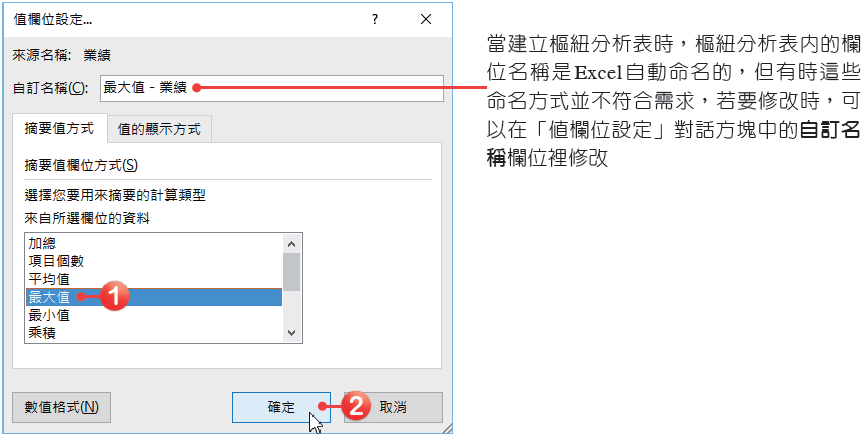 值欄位設定...
?
來源名稱: 業績
自訂名稱(C): 最大值 - 業績
摘要值方式 值的顯示方式
摘要值欄位方式(S)
選擇您要用來摘要的計算類型
來自所選欄位的資料
加總
項目個數
平均值
最大值 1
最小值
乘積
數值格式(N) 確定 2 取消
當建立樞紐分析表時，樞紐分析表內的欄
位名稱是Excel自動命名的，但有時這些
命名方式並不符合需求，若要修改時，可
以在「值欄位設定」對話方塊中的自訂名
稱欄位裡修改